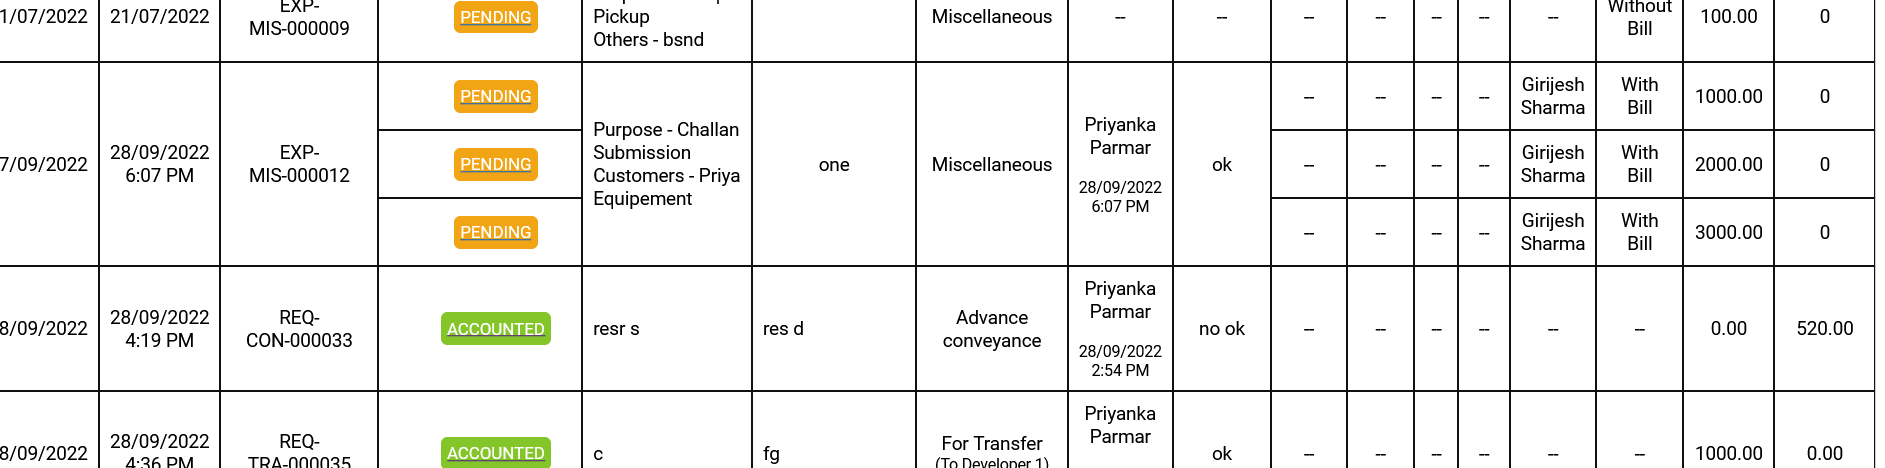 1/07/2022
21/07/2022
EXP-
MIS-000009
PENDING
Pickup
Others - bsnd
Miscellaneous
--
--
--
--
--
--
--
Without
Bill
100.00
0
7/09/2022
28/09/2022
6:07 PM
EXP-
MIS-000012
PENDING
PENDING
PENDING
Purpose - Challan
Submission
Customers - Priya
Equipement
one
Miscellaneous
Priyanka
Parmar
28/09/2022
6:07 PM
ok
--
--
--
--
Girijesh
Sharma
With
Bill
1000.00
0
--
--
--
--
Girijesh
Sharma
With
Bill
2000.00
0
--
--
--
--
Girijesh
Sharma
With
Bill
3000.00
0
8/09/2022
28/09/2022
4:19 PM
REQ-
CON-000033
ACCOUNTED
resr s
res d
Advance
conveyance
Priyanka
Parmar
28/09/2022
2:54 PM
no ok
--
--
--
--
--
--
0.00
520.00
8/09/2022
28/09/2022
4:36 PM
REQ-
TRA-000035
ACCOUNTED
c
fg
For Transfer
(To Developer 1)
Priyanka
Parmar
ok
--
--
--
--
--
--
1000.00
0.00